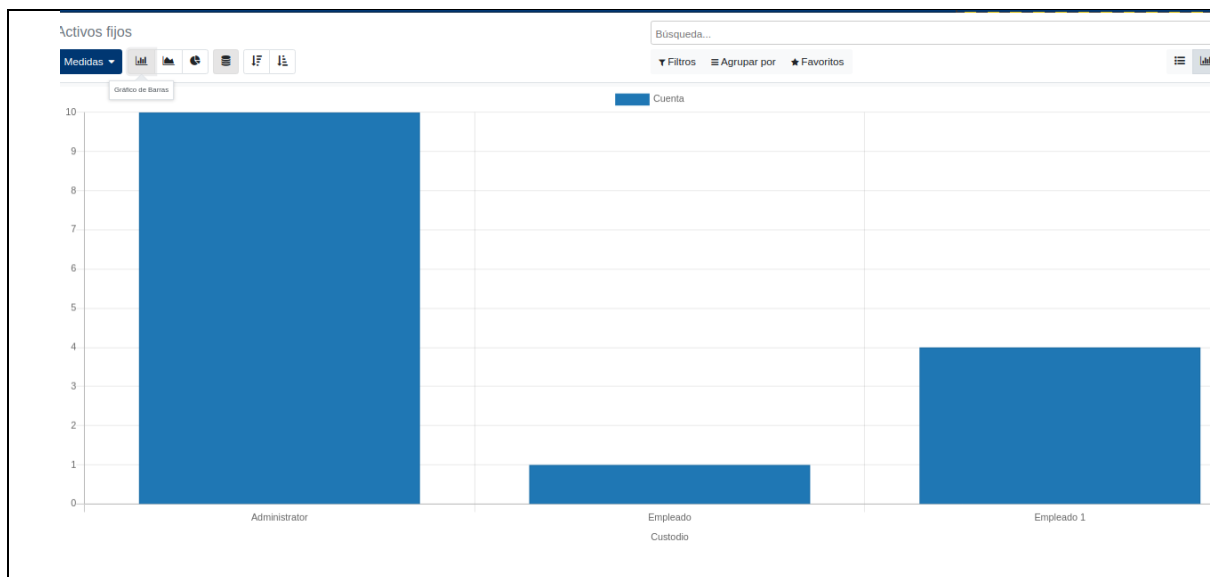 Activos fijos
Búsqueda...
Medidas
Filtros Agrupar por Favoritos
Gráfico de Barras
Cuenta
10
9
8
7
6
5
4
3
2
1
0
Administrator Empleado Empleado 1
Custodio